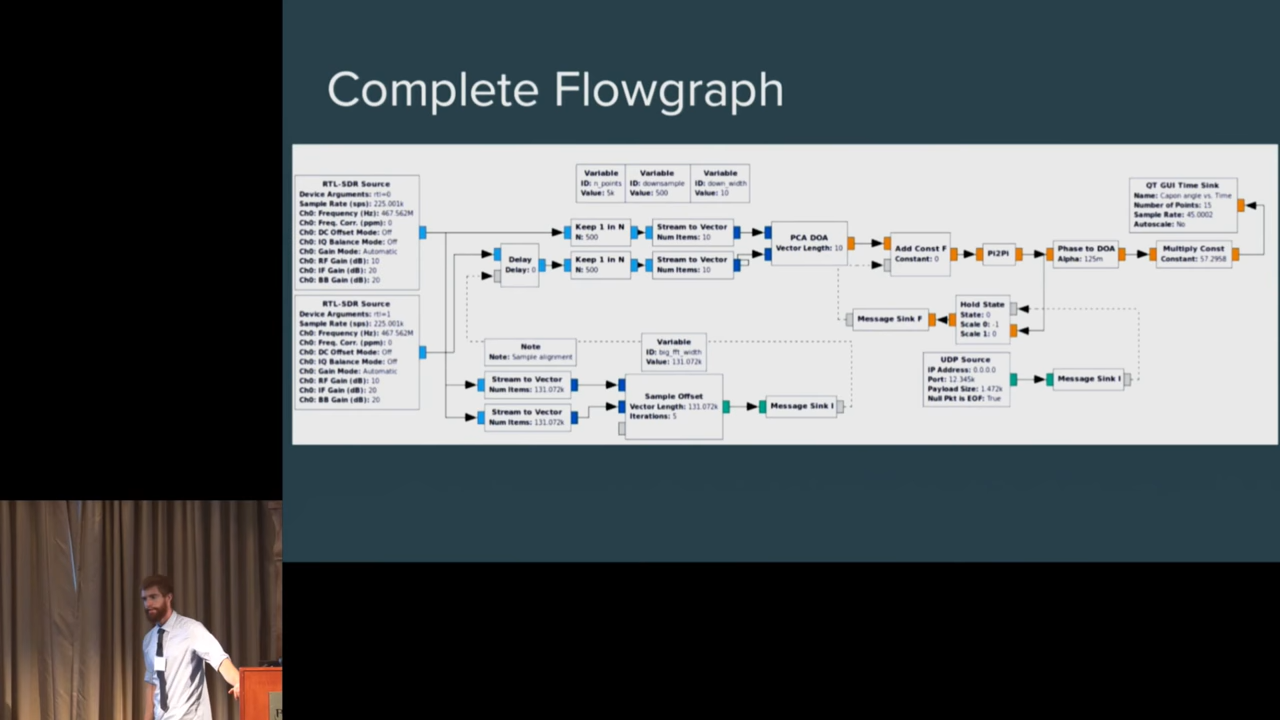 Complete Flowgraph
RTL-SDR Source
Device Arguments: rtl=0
Sample Rate (sps): 225.001k
Ch0: Frequency (Hz): 467.562M
Ch0: Freq. Corr. (ppm): 0
Ch0: DC Offset Mode: Off
Ch0: IQ Balance Mode: Off
Ch0: Gain Mode: Automatic
Ch0: RF Gain (dB): 10
Ch0: IF Gain (dB): 20
Ch0: BB Gain (dB): 20
RTL-SDR Source
Device Arguments: rtl=1
Sample Rate (sps): 225.001k
Ch0: Frequency (Hz): 467.562M
Ch0: Freq. Corr. (ppm): 0
Ch0: DC Offset Mode: Off
Ch0: IQ Balance Mode: Off
Ch0: Gain Mode: Automatic
Ch0: RF Gain (dB): 10
Ch0: IF Gain (dB): 20
Ch0: BB Gain (dB): 20
Variable
ID: n_points
Value: 5k
Variable
ID: downsample
Value: 500
Variable
ID: down_width
Value: 10
Keep 1 in N
N: 500
Stream to Vector
Num Items: 10
Delay
Delay: 0
Keep 1 in N
N: 500
Stream to Vector
Num Items: 10
PCA DOA
Vector Length: 10
Add Const F
Constant: 0
Pi2Pi
Phase to DOA
Alpha: 125m
Multiply Const
Constant: 57.2958
QT GUI Time Sink
Name: Capon angle vs. Time
Number of Points: 15
Sample Rate: 45.0002
Autoscale: No
Message Sink F
Hold State
State: 0
Scale 0: -1
Scale 1: 0
UDP Source
IP Address: 0.0.0.0
Port: 12.345k
Payload Size: 1.472k
Null Pkt is EOF: True
Message Sink I
Note
Note: Sample alignment
Variable
ID: big_fft_width
Value: 131.072k
Stream to Vector
Num Items: 131.072k
Stream to Vector
Num Items: 131.072k
Sample Offset
Vector Length: 131.072k
Iterations: 5
Message Sink I
P